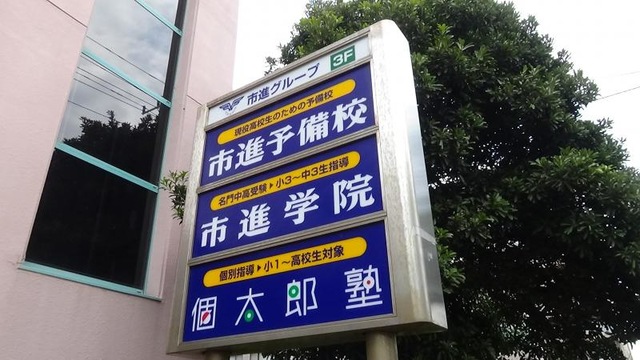 市進グループ 3F
現役高校生のための予備校
市進予備校
名門中高受験▶小3～中3生指導
市進学院
個別指導▶小1～高校生対象
個太郎塾